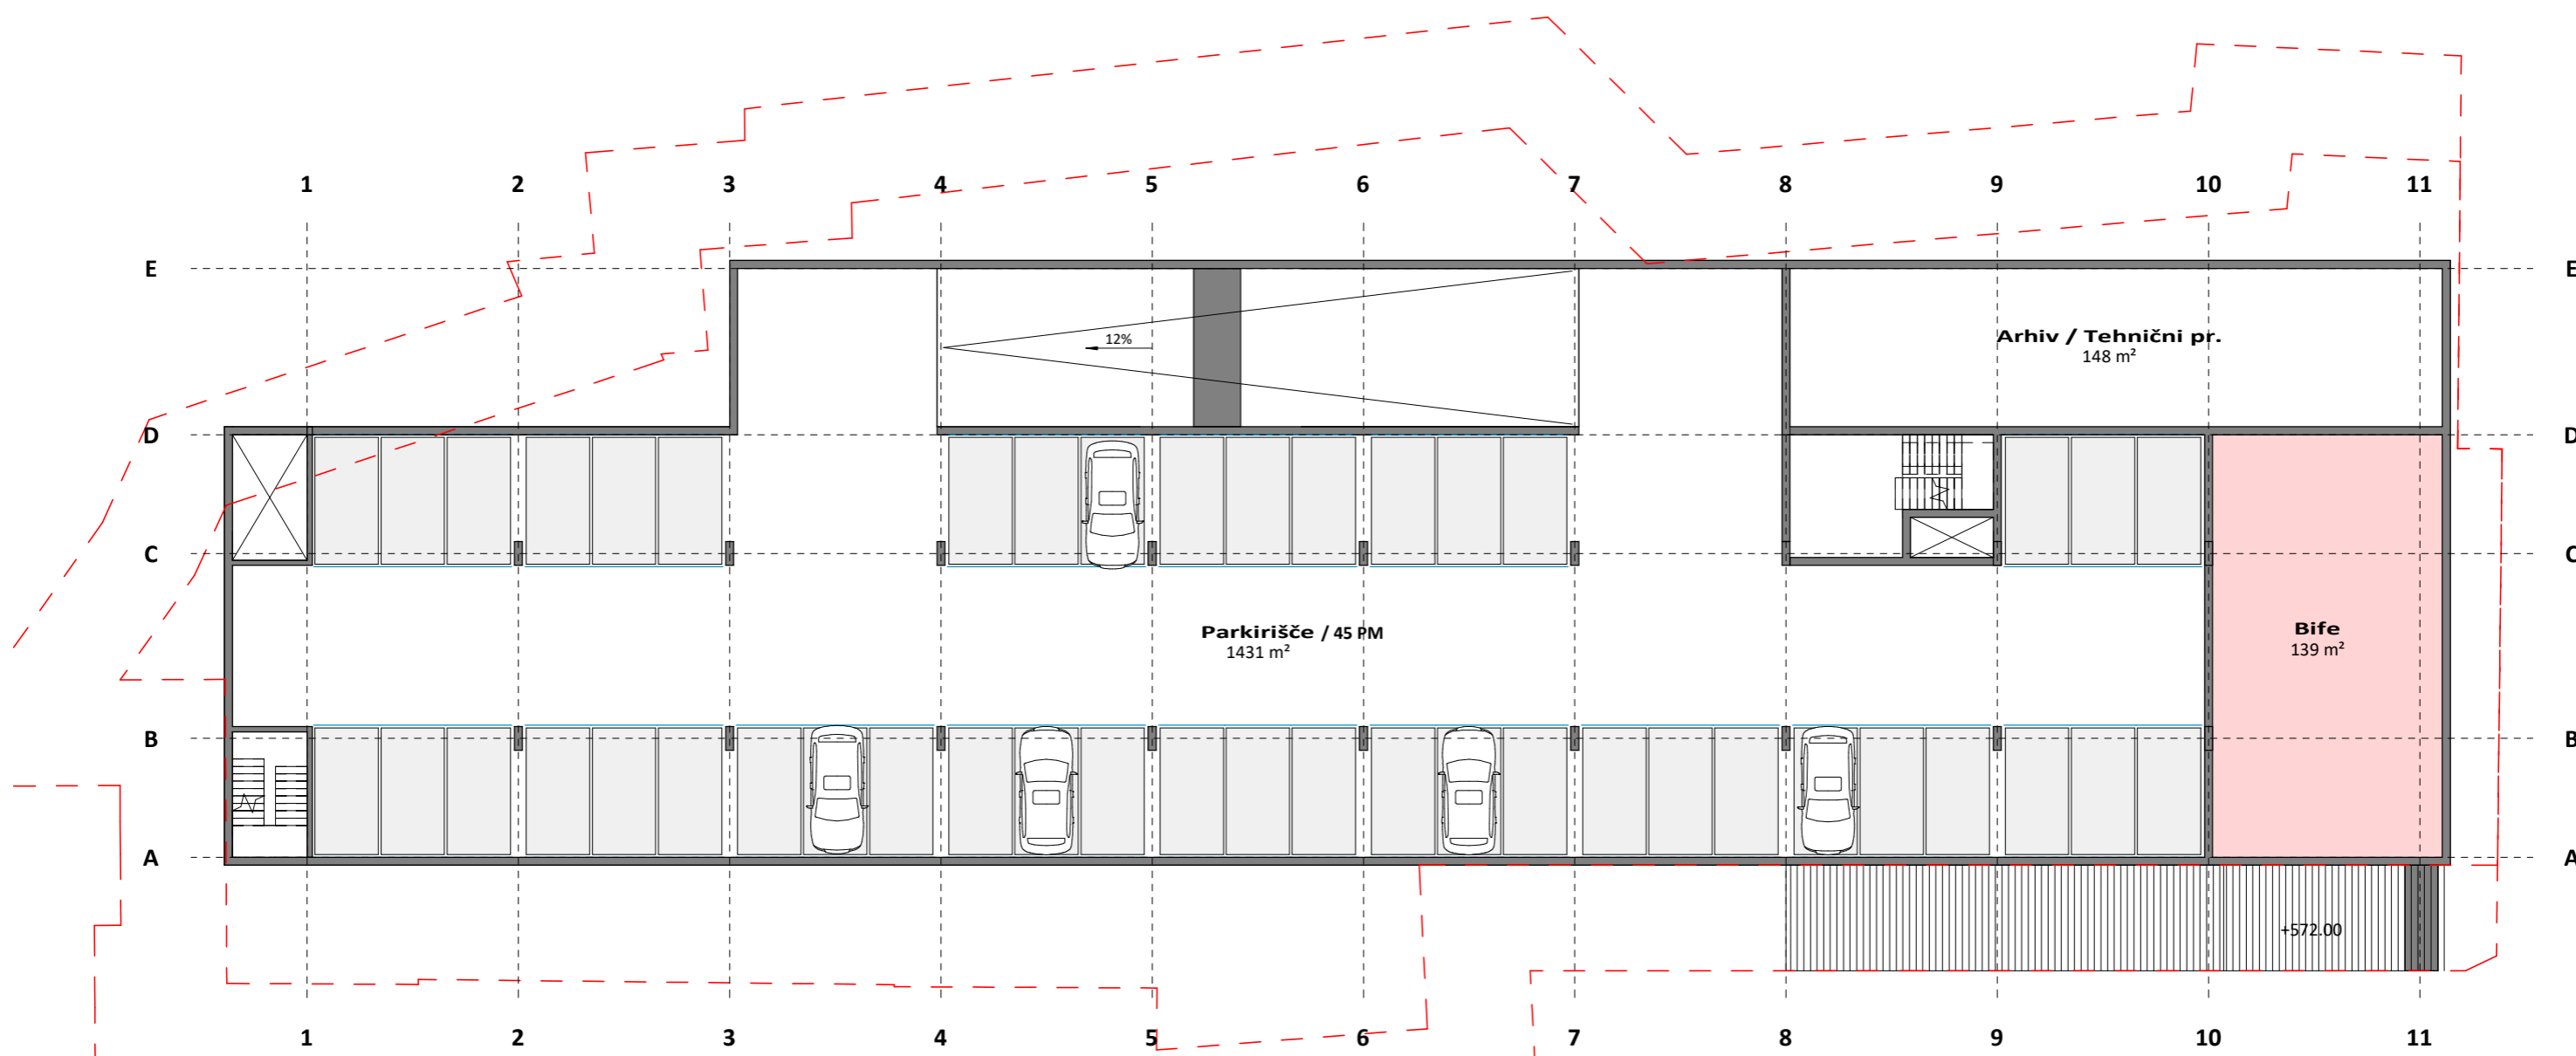 1 2 3 4 5 6 7 8 9 10 11
E E
12%
Arhiv / Tehnični pr.
148 m²
D D
C C
Parkirišče / 45 PM
1431 m²
Bife
139 m²
B B
A A
+572.00
1 2 3 4 5 6 7 8 9 10 11